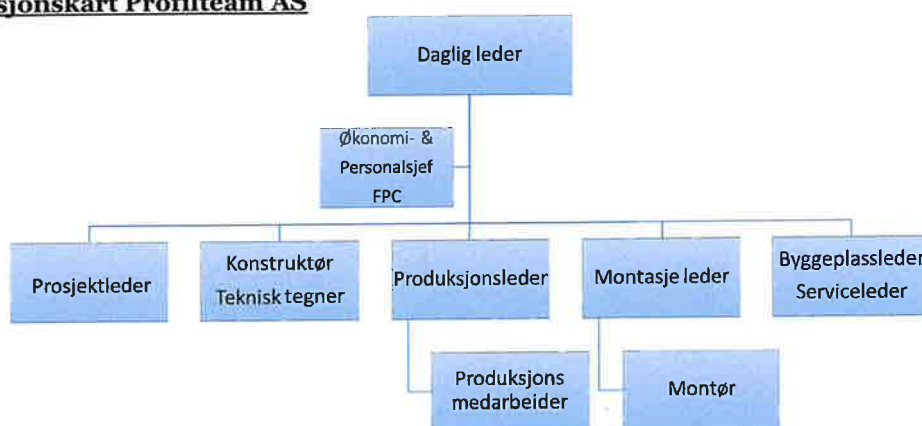 sjonskart Profilteam AS
Daglig leder
Økonomi- &
Personalsjef
FPC
Prosjektleder
Konstruktør
Teknisk tegner
Produksjonsleder
Montasje leder
Byggeplassleder
Serviceleder
Produksjons
medarbeider
Montør